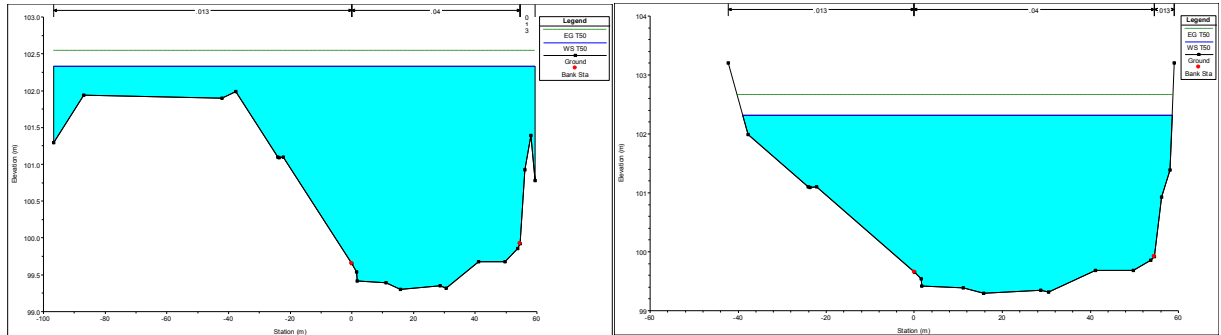 .013
.04
0
1
3
Legend
EG T50
WS T50
Ground
Bank Sta
103.0
102.5
102.0
101.5
101.0
100.5
100.0
99.5
99.0
Elevation (m)
-100
-80
-60
-40
-20
0
20
40
60
Station (m)
.013
.04
.013
Legend
EG T50
WS T50
Ground
Bank Sta
104
103
102
101
100
99
Elevation (m)
-60
-40
-20
0
20
40
60
Station (m)